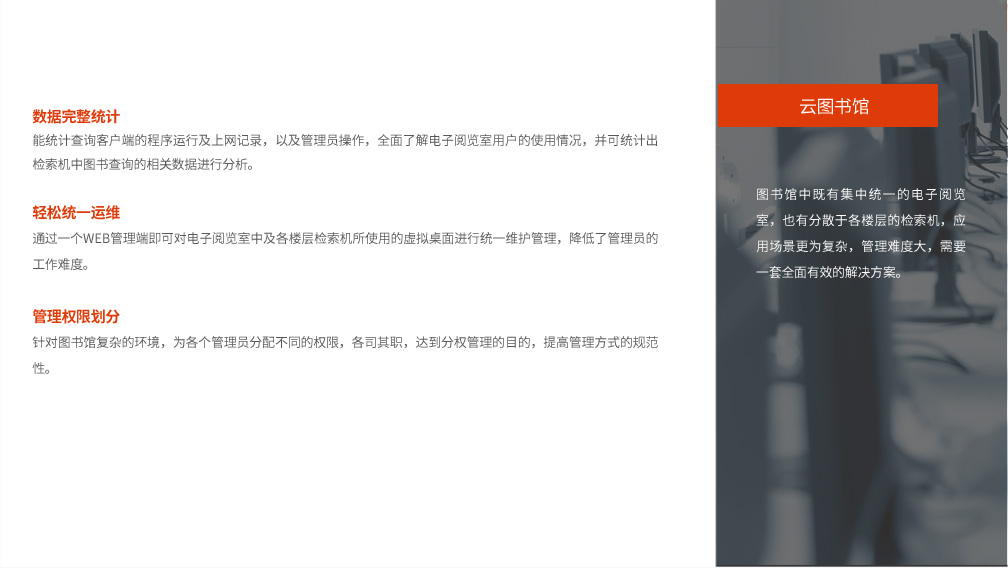 数据完整统计
能统计查询客户端的程序运行及上网记录，以及管理员操作，全面了解电子阅览室用户的使用情况，并可统计出
检索机中图书查询的相关数据进行分析。
轻松统一运维
通过一个WEB管理端即可对电子阅览室中及各楼层检索机所使用的虚拟桌面进行统一维护管理，降低了管理员的
工作难度。
管理权限划分
针对图书馆复杂的环境，为各个管理员分配不同的权限，各司其职，达到分权管理的目的，提高管理方式的规范
性。
云图书馆
图书馆中既有集中统一的电子阅览
室，也有分散于各楼层的检索机，应
用场景更为复杂，管理难度大，需要
一套全面有效的解决方案。